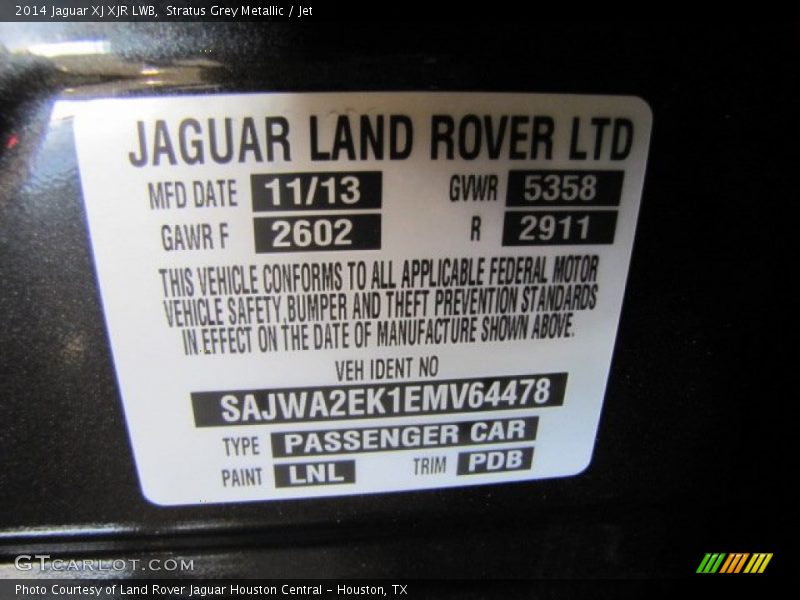 2014 Jaguar XJ XJR LWB, Stratus Grey Metallic / Jet
JAGUAR LAND ROVER LTD
MFD DATE 11/13 GVWR 5358
GAWR F 2602 R 2911
THIS VEHICLE CONFORMS TO ALL APPLICABLE FEDERAL MOTOR
VEHICLE SAFETY,BUMPER AND THEFT PREVENTION STANDARDS
IN EFFECT ON THE DATE OF MANUFACTURE SHOWN ABOVE.
VEH IDENT NO
SAJWA2EK1EMV64478
TYPE PASSENGER CAR
PAINT LNL TRIM PDB
GTCARLOT.COM
Photo Courtesy of Land Rover Jaguar Houston Central - Houston, TX